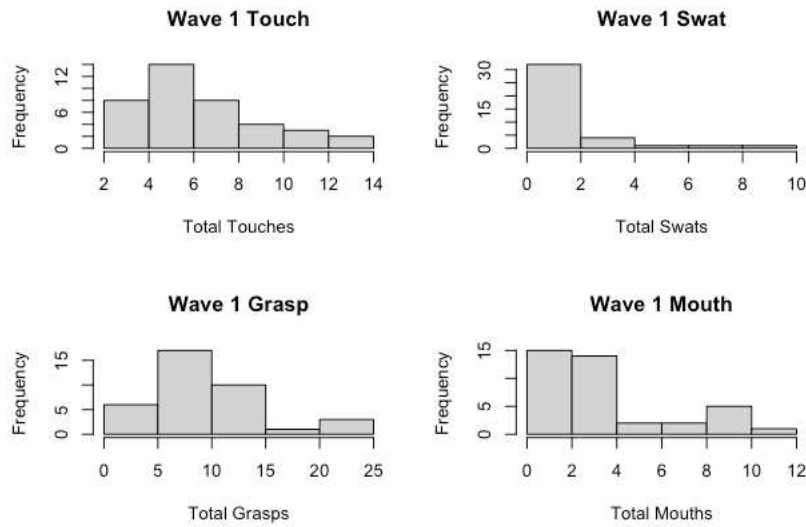 Wave 1 Touch
Frequency
0 6 12
2 4 6 8 10 12 14
Total Touches
Wave 1 Swat
Frequency
0 15 30
0 2 4 6 8 10
Total Swats
Wave 1 Grasp
Frequency
0 5 15
0 5 10 15 20 25
Total Grasps
Wave 1 Mouth
Frequency
0 5 15
0 2 4 6 8 10 12
Total Mouths